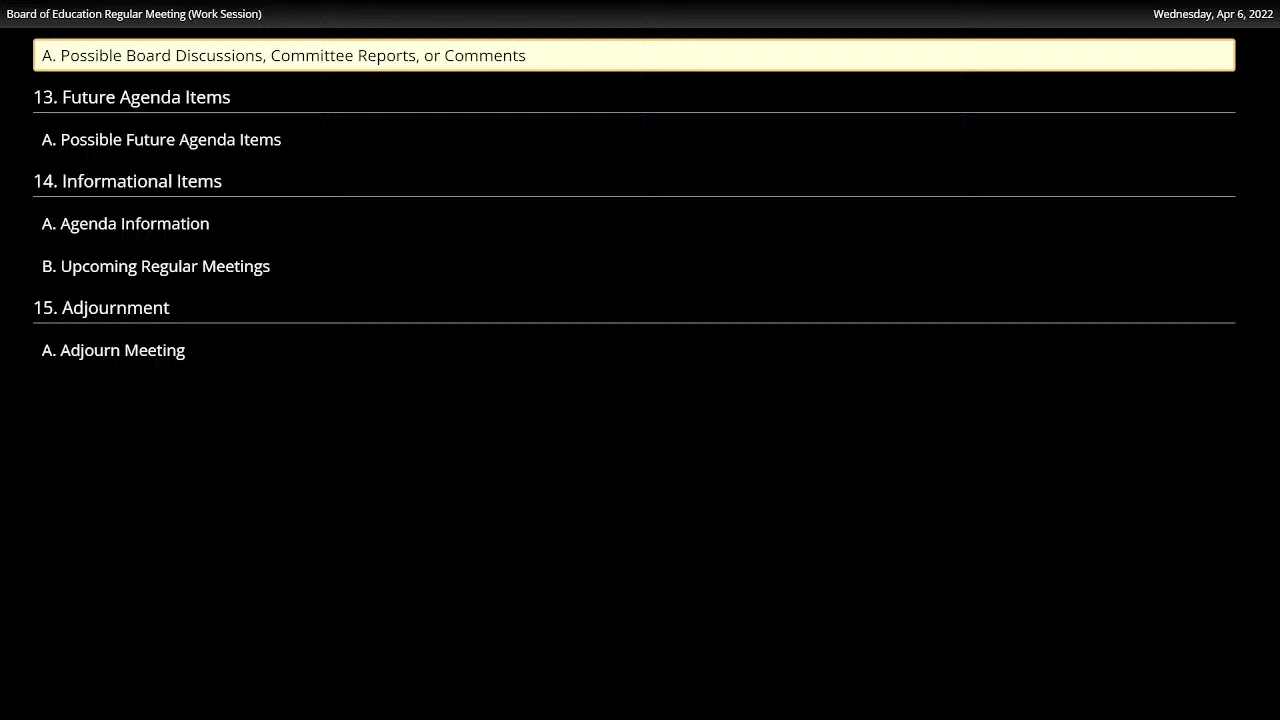 Board of Education Regular Meeting (Work Session)
Wednesday, Apr 6, 2022
A. Possible Board Discussions, Committee Reports, or Comments
13. Future Agenda Items
A. Possible Future Agenda Items
14. Informational Items
A. Agenda Information
B. Upcoming Regular Meetings
15. Adjournment
A. Adjourn Meeting